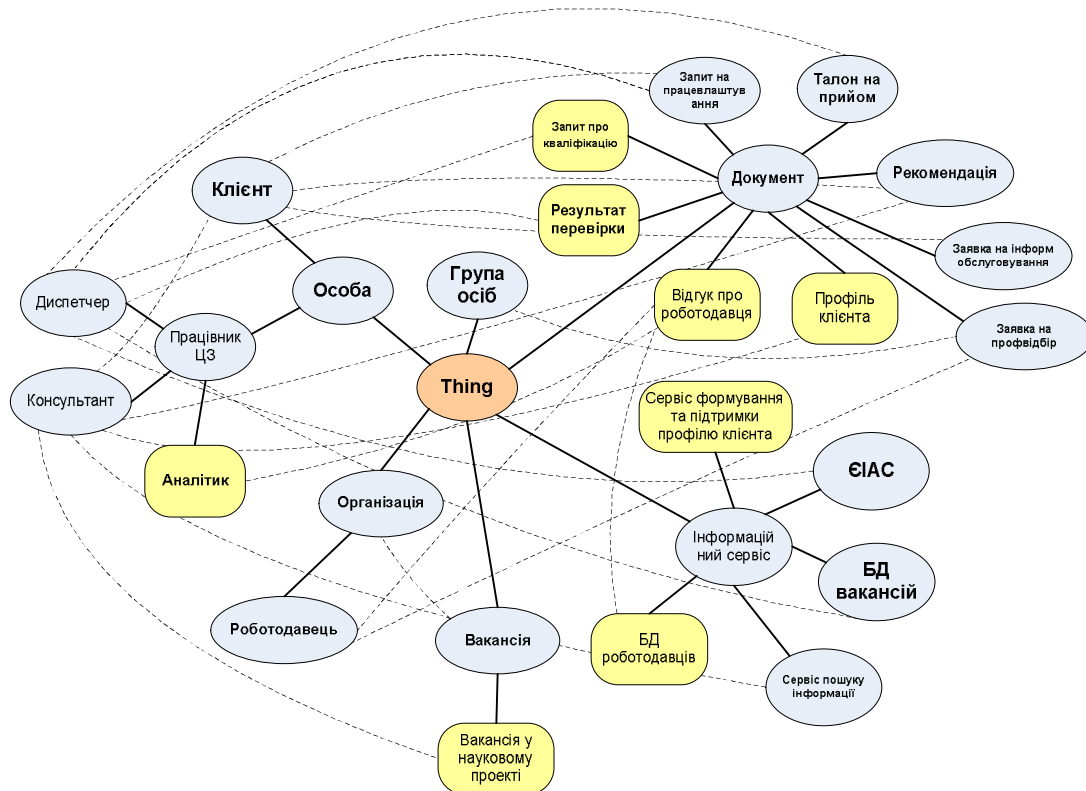 Запит на
працевлаштув
ання
Талон на
прийом
Запит про
кваліфікацію
Клієнт
Документ
Рекомендація
Результат
перевірки
Заявка на інформ
обслуговування
Група
осіб
Особа
Диспетчер
Відгук про
роботодавця
Профіль
клієнта
Працівник
ЦЗ
Заявка на
профвідбір
Thing
Консультант
Сервіс формування
та підтримки
профілю клієнта
Аналітик
ЄІАС
Організація
Інформацій
ний сервіс
БД
вакансій
Роботодавець
Вакансія
БД
роботодавців
Сервіс пошуку
інформації
Вакансія у
науковому
проекті